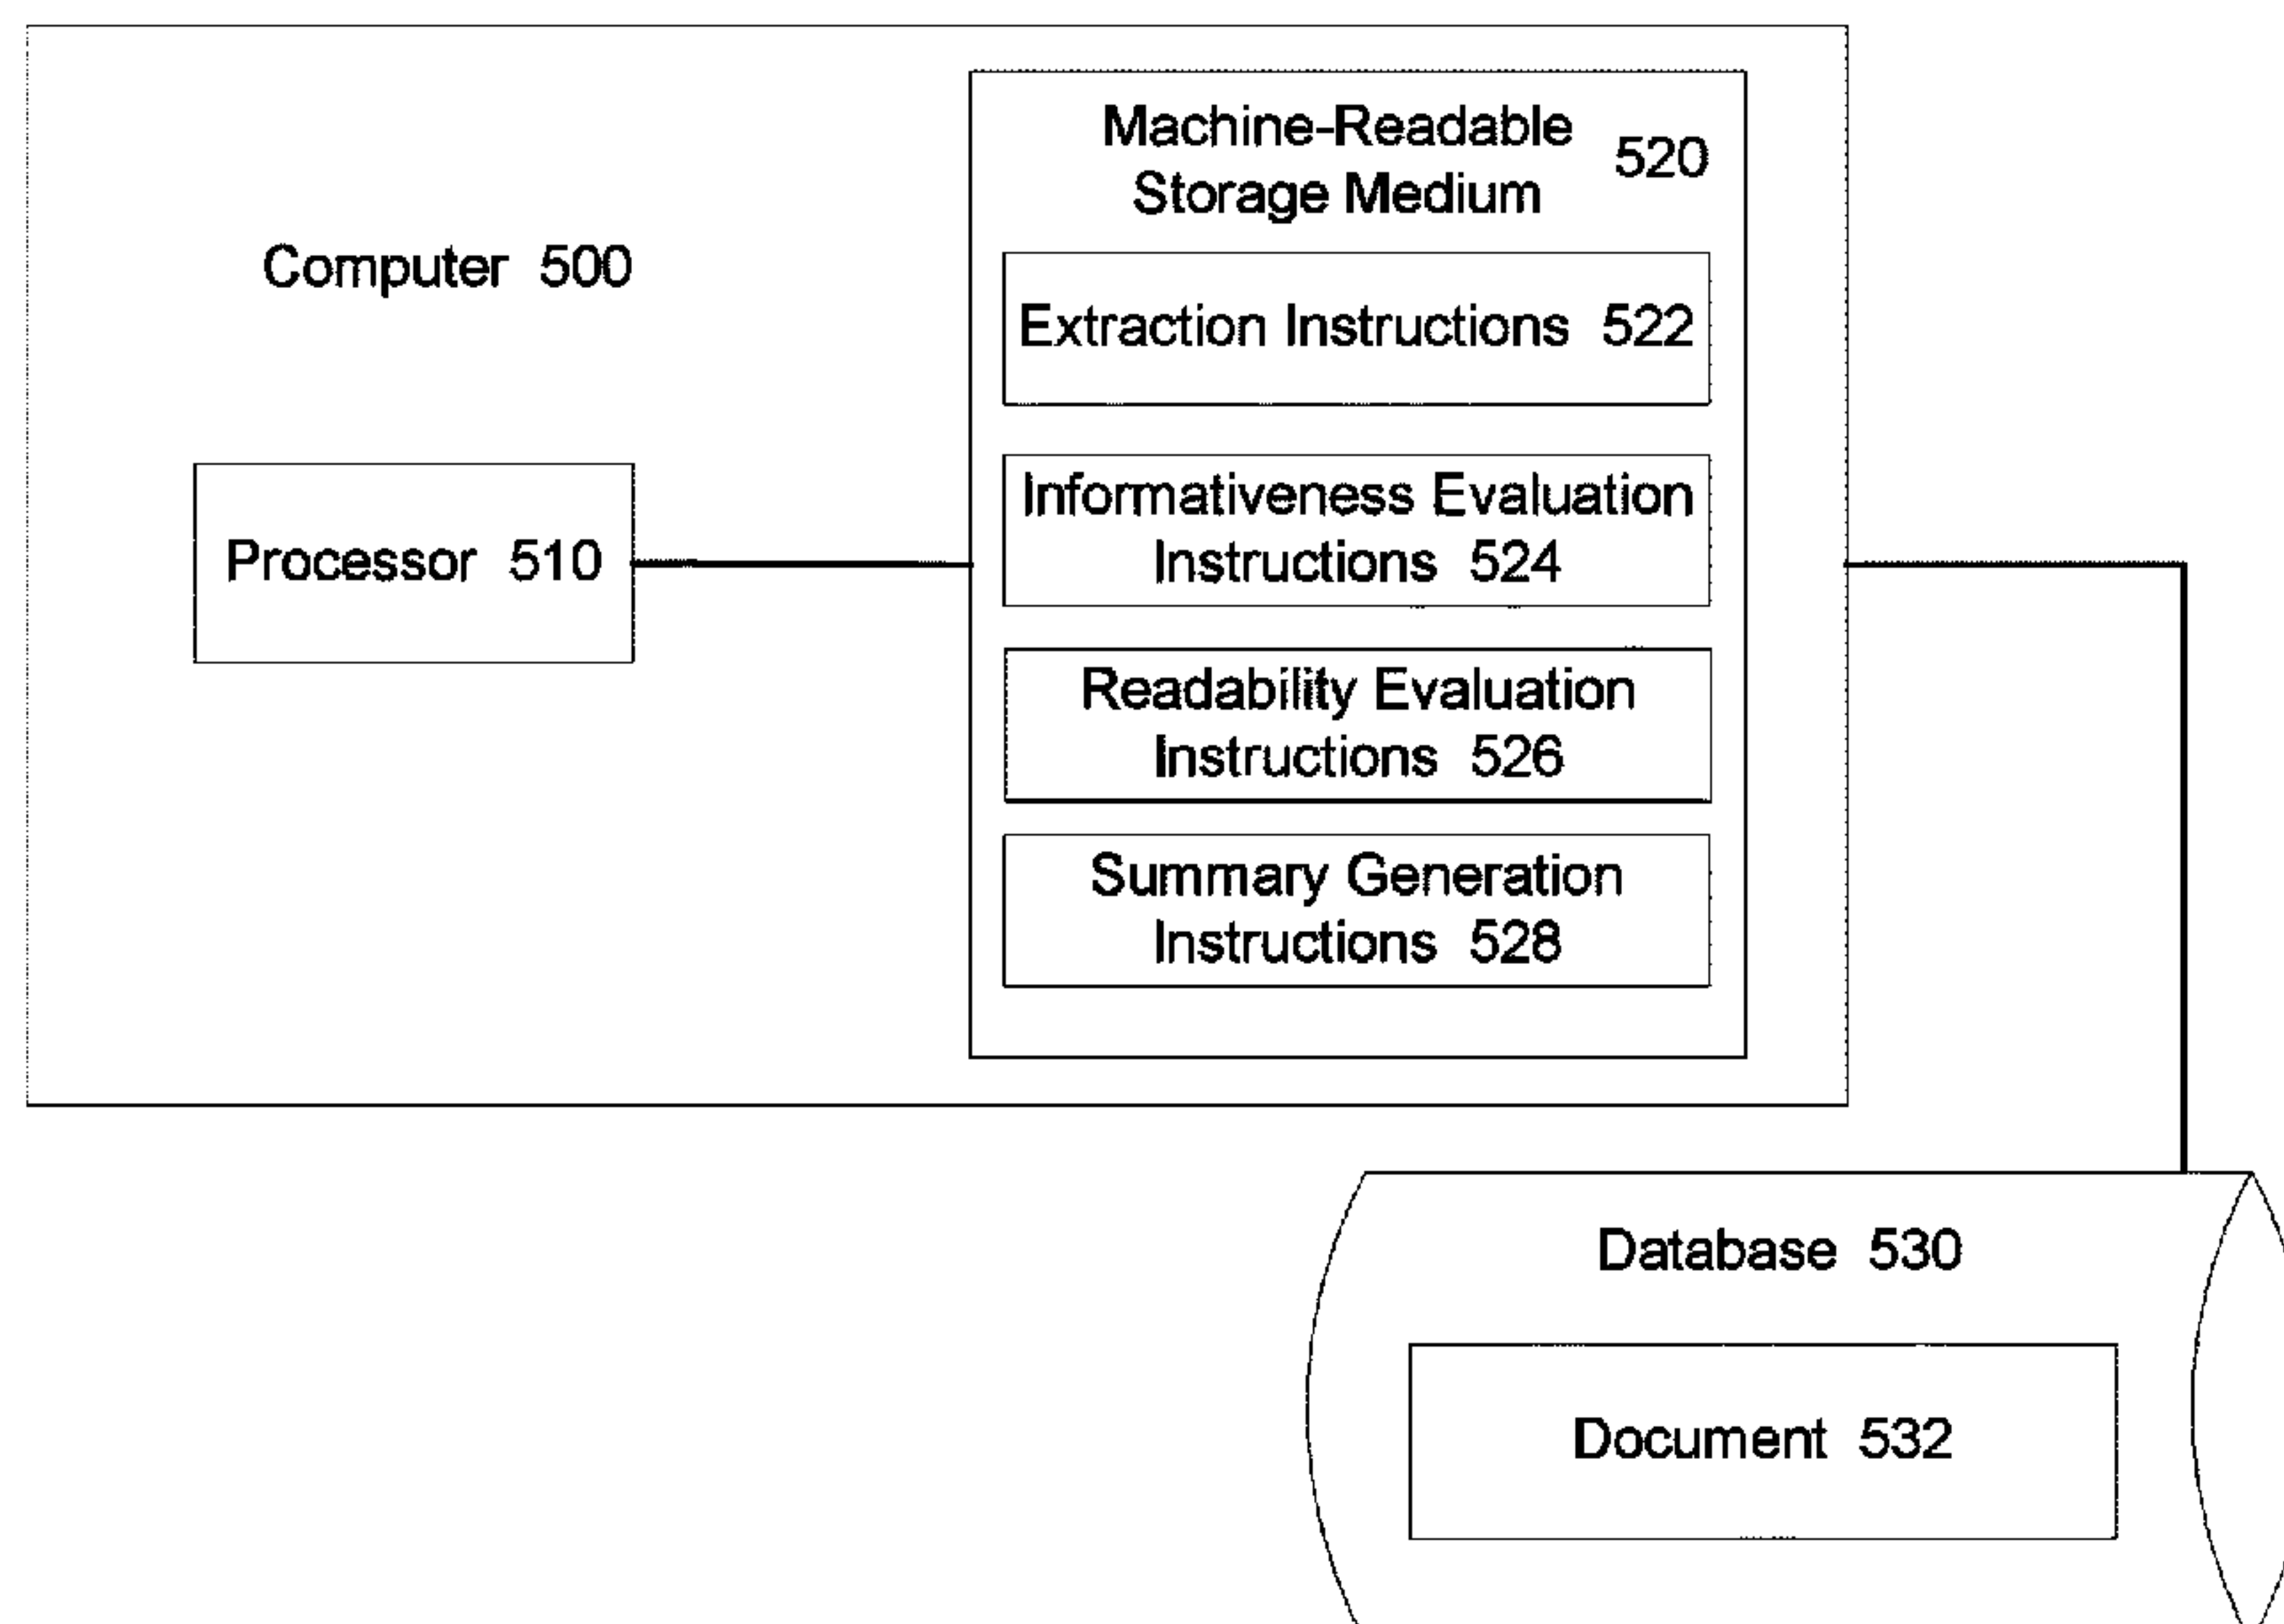 Machine-Readable
Storage Medium 520
Computer 500
Extraction Instructions 522
Informativeness Evaluation
Instructions 524
Processor 510
Readability Evaluation
Instructions 526
Summary Generation
Instructions 528
Database 530
Document 532